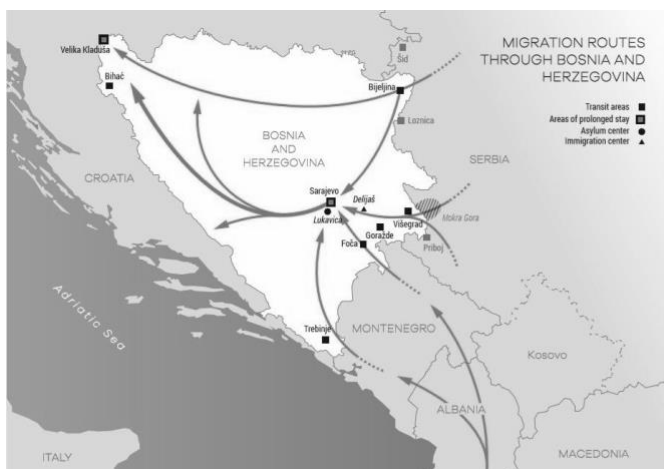 MIGRATION ROUTES
THROUGH BOSNIA AND
HERZEGOVINA
Transit areas
Areas of prolonged stay
Asylum center
Immigration center
Velika Kladuša
Bihać
Šid
Bijeljina
Loznica
BOSNIA
AND
HERZEGOVINA
SERBIA
CROATIA
Sarajevo
Delijaš
Lukavica
Višegrad
Mokra Gora
Goražde
Foča
Priboj
Adriatic Sea
Trebinje
MONTENEGRO
Kosovo
ALBANIA
ITALY
MACEDONIA